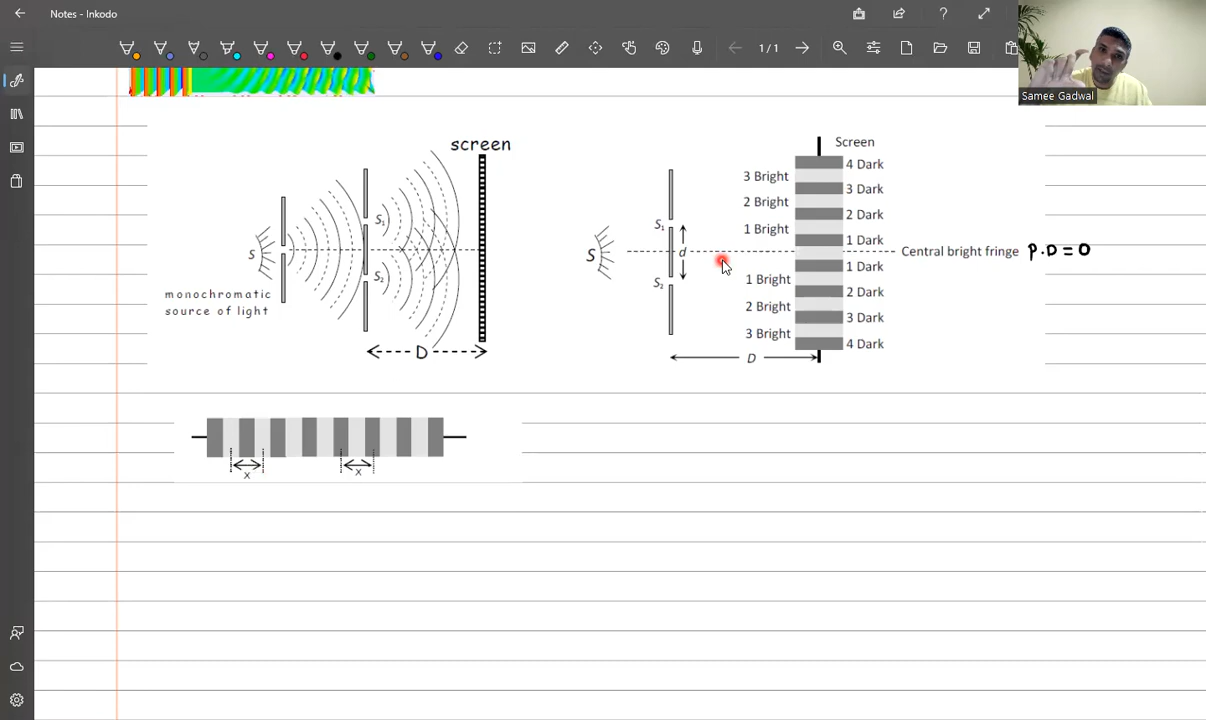 Notes - Inkodo
1/1
Samee Gadwal
screen
S
S₁
S₂
monochromatic
source of light
D
Screen
4 Dark
3 Bright
3 Dark
2 Bright
2 Dark
S₁
1 Bright
1 Dark
S
d
Central bright fringe P.D = 0
1 Dark
S₂
1 Bright
2 Dark
2 Bright
3 Dark
3 Bright
4 Dark
D
x
x